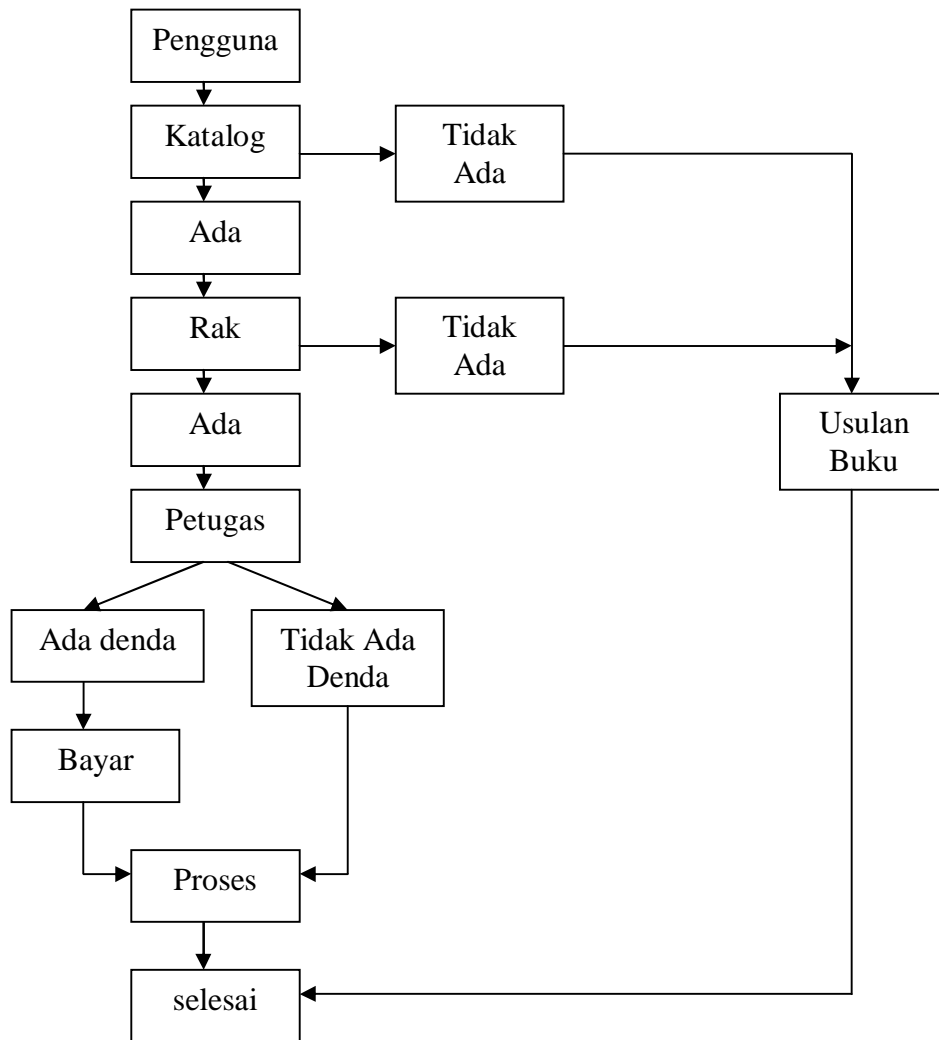 Pengguna
Katalog
Tidak
Ada
Ada
Rak
Tidak
Ada
Ada
Usulan
Buku
Petugas
Ada denda
Tidak Ada
Denda
Bayar
Proses
selesai